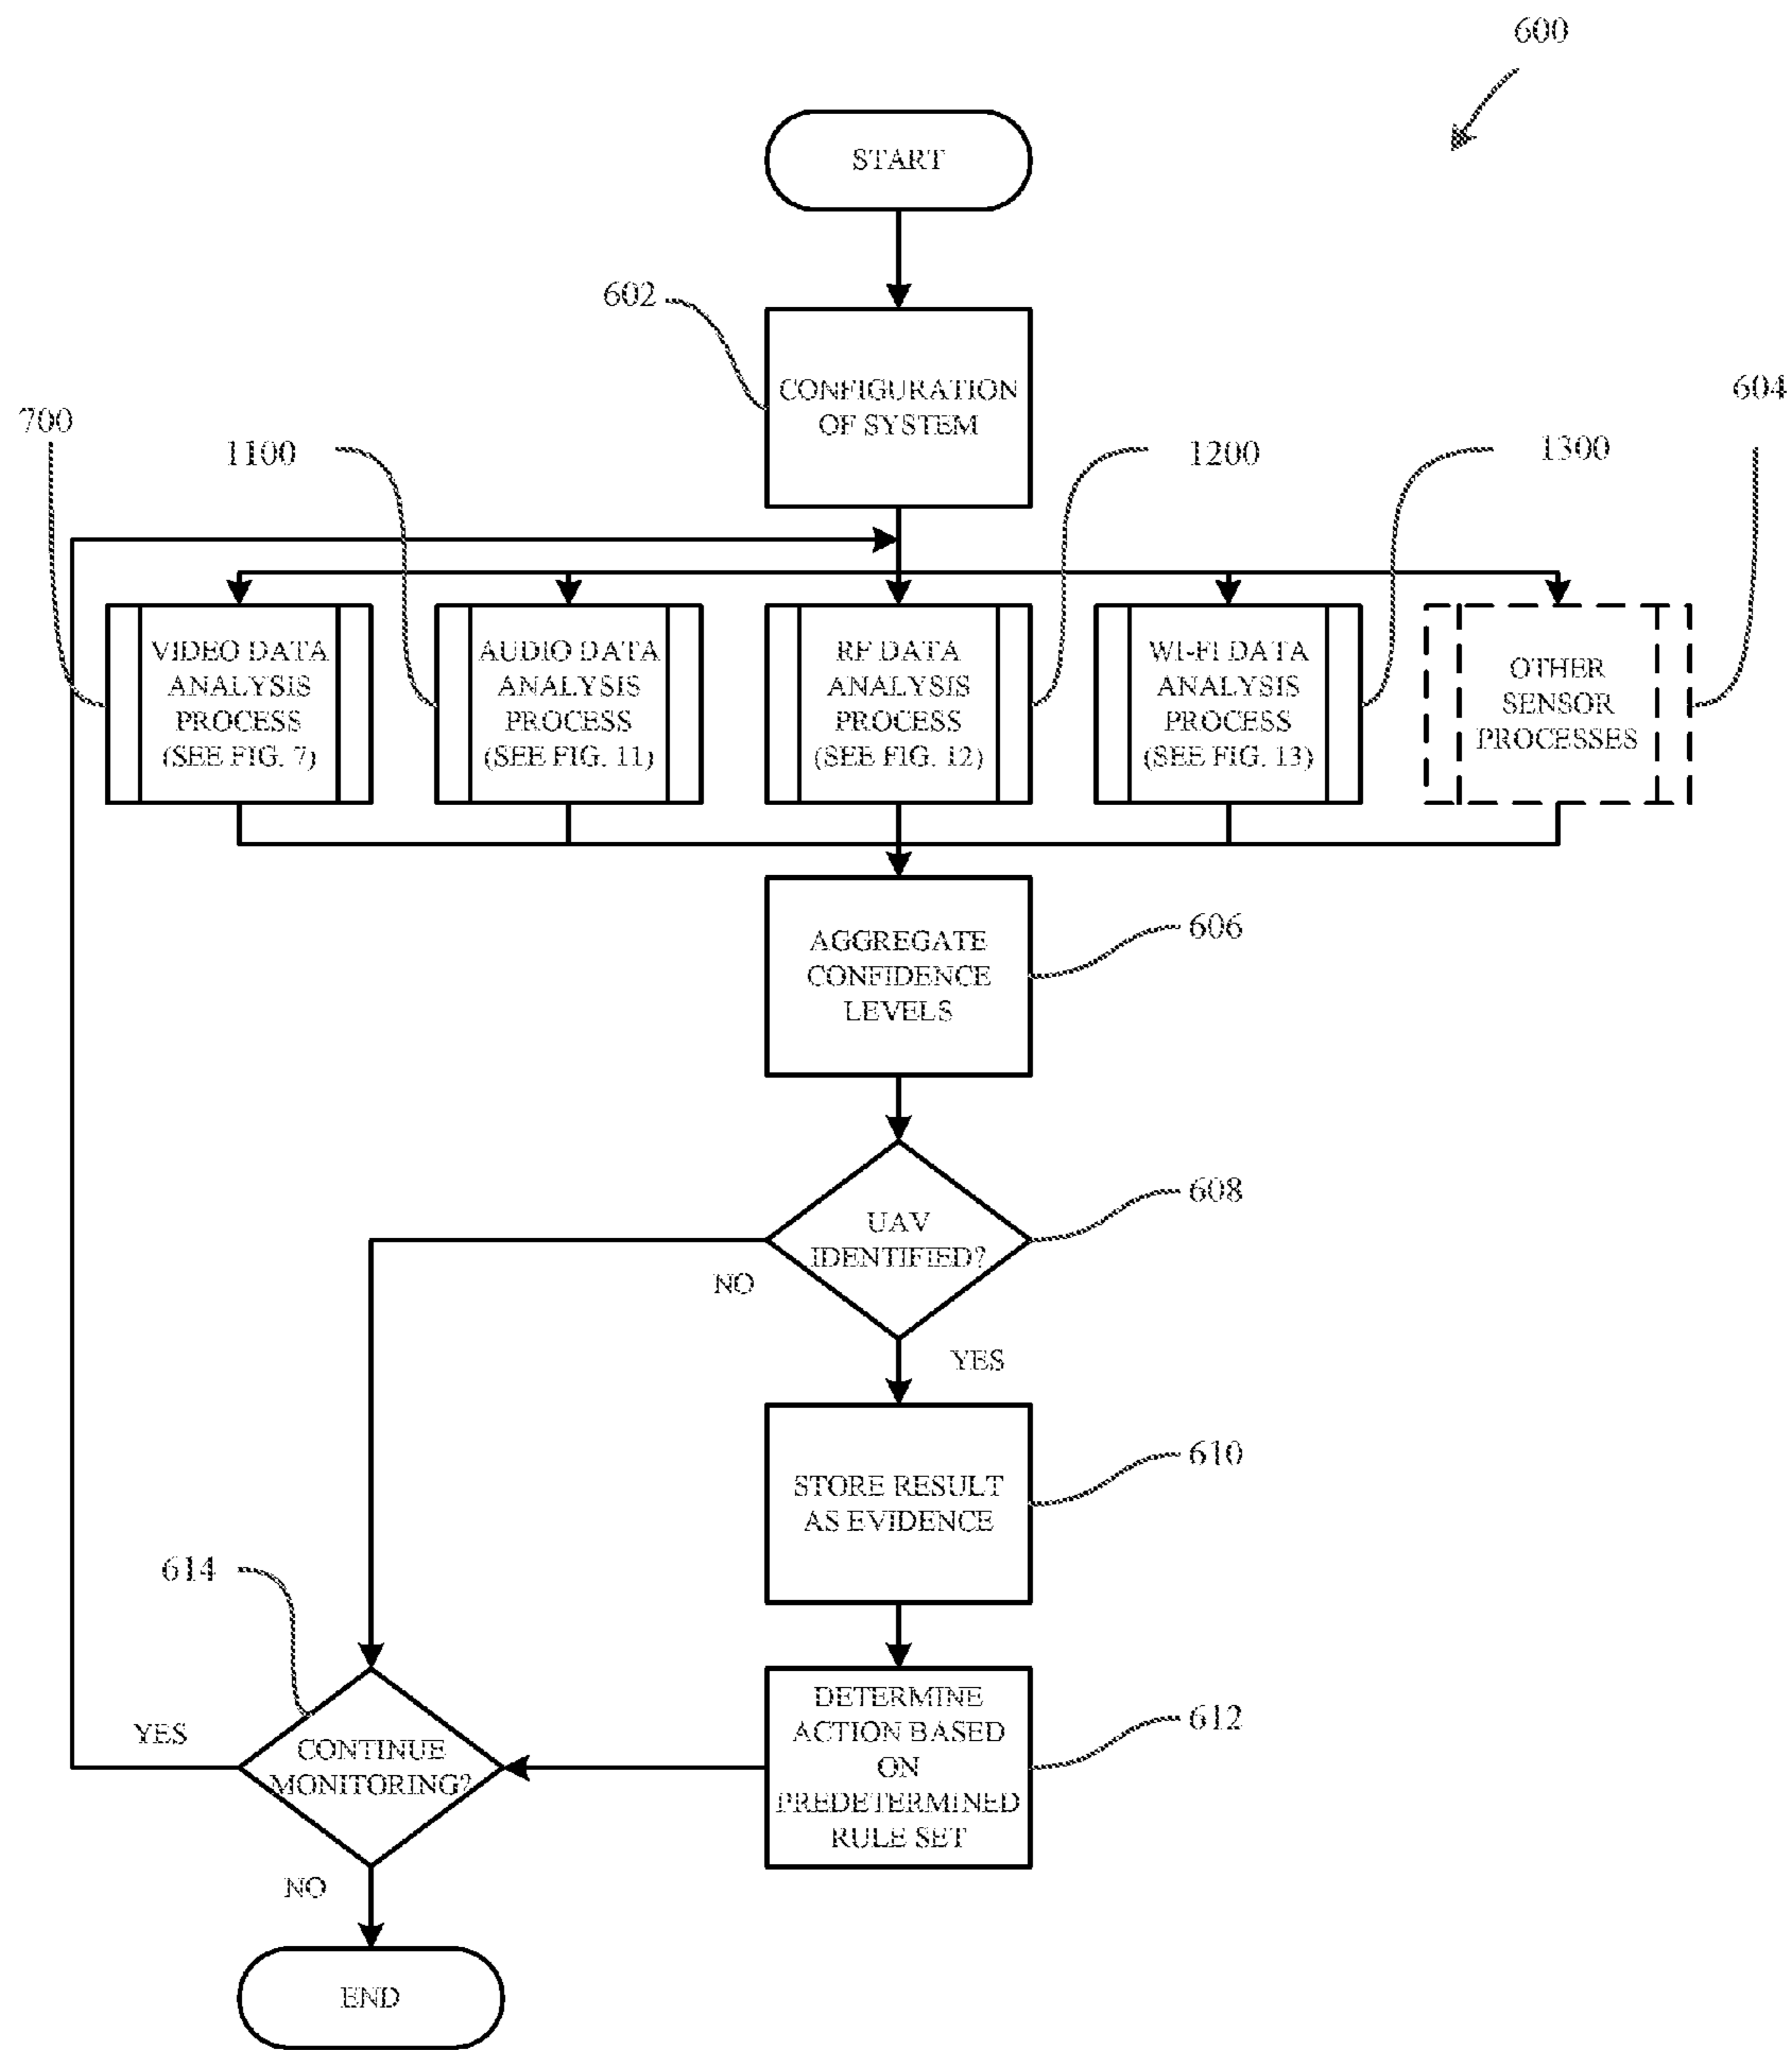 600
START
602
CONFIGURATION
OF SYSTEM
700
1100
1200
1300
604
VIDEO DATA
ANALYSIS
PROCESS
(SEE FIG. 7)
AUDIO DATA
ANALYSIS
PROCESS
(SEE FIG. 11)
RF DATA
ANALYSIS
PROCESS
(SEE FIG. 12)
WI-FI DATA
ANALYSIS
PROCESS
(SEE FIG. 13)
OTHER
SENSOR
PROCESSES
AGGREGATE
CONFIDENCE
LEVELS
606
UAV
IDENTIFIED?
608
NO
YES
STORE RESULT
AS EVIDENCE
610
614
CONTINUE
MONITORING?
YES
NO
DETERMINE
ACTION BASED
ON
PREDETERMINED
RULE SET
612
END